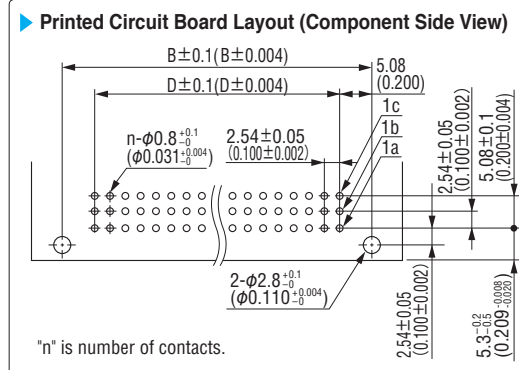 Printed Circuit Board Layout (Component Side View)
B±0.1(B±0.004)
D±0.1(D±0.004)
5.08
(0.200)
n-φ0.8 +0.1 -0
(φ0.031 +0.004 -0)
2.54±0.05
(0.100±0.002)
1c
1b
1a
2.54±0.05
(0.100±0.002)
5.08±0.1
(0.200±0.004)
2-φ2.8 +0.1 -0
(φ0.110 +0.004 -0)
2.54±0.05
(0.100±0.002)
5.3 -0.2 -0.5
(0.209 -0.008 -0.020)
"n" is number of contacts.